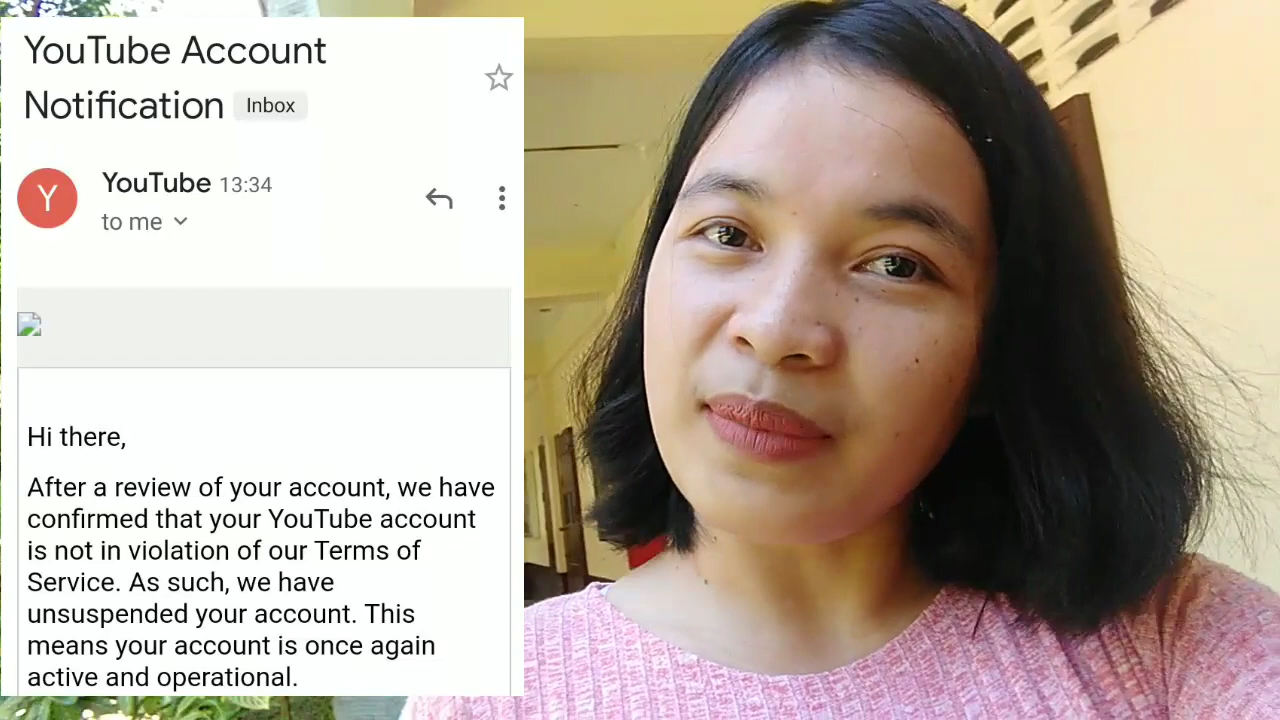 YouTube Account
Notification Inbox
Y
YouTube 13:34
to me
Hi there,
After a review of your account, we have
confirmed that your YouTube account
is not in violation of our Terms of
Service. As such, we have
unsuspended your account. This
means your account is once again
active and operational.